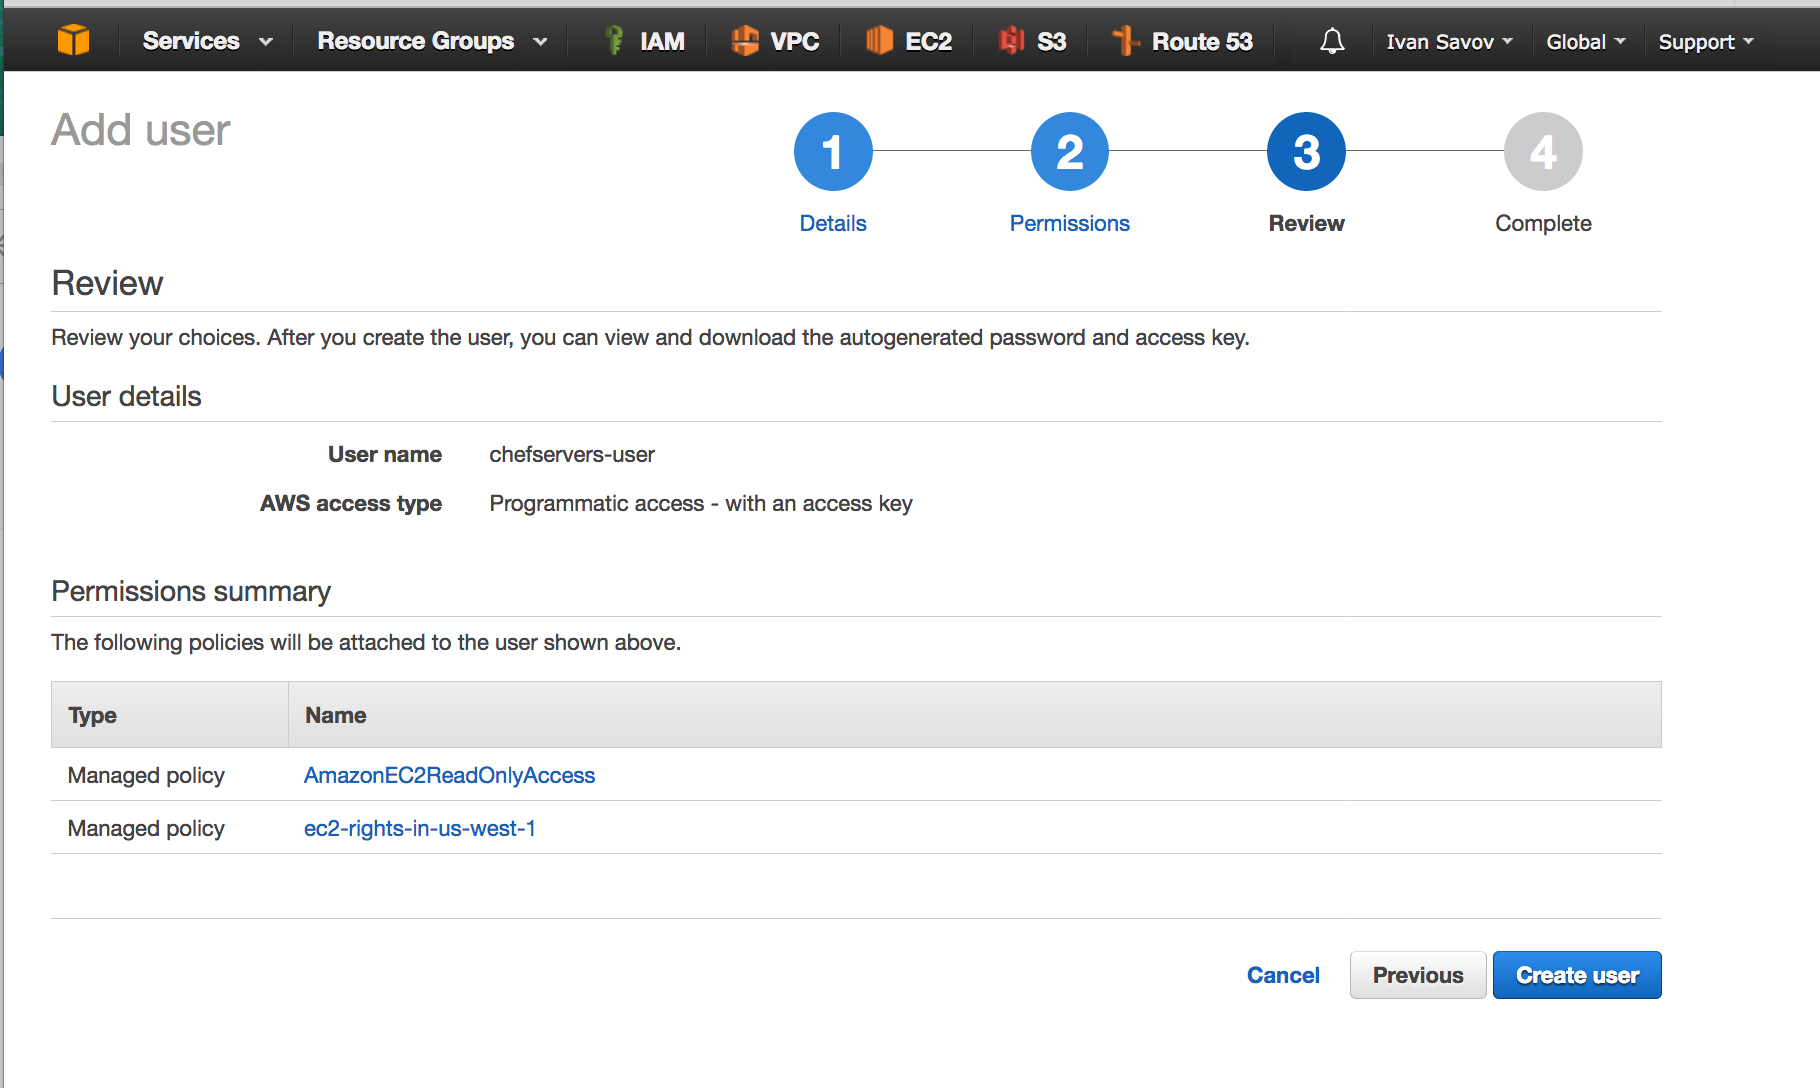 Services Resource Groups IAM VPC EC2 S3 Route 53 Ivan Savov Global Support
Add user
1 2 3 4
Details Permissions Review Complete
Review
Review your choices. After you create the user, you can view and download the autogenerated password and access key.
User details
User name chefservers-user
AWS access type Programmatic access - with an access key
Permissions summary
The following policies will be attached to the user shown above.
Type Name
Managed policy AmazonEC2ReadOnlyAccess
Managed policy ec2-rights-in-us-west-1
Cancel Previous Create user